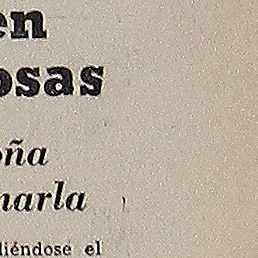 en
osas
oña
narla
diéndose el